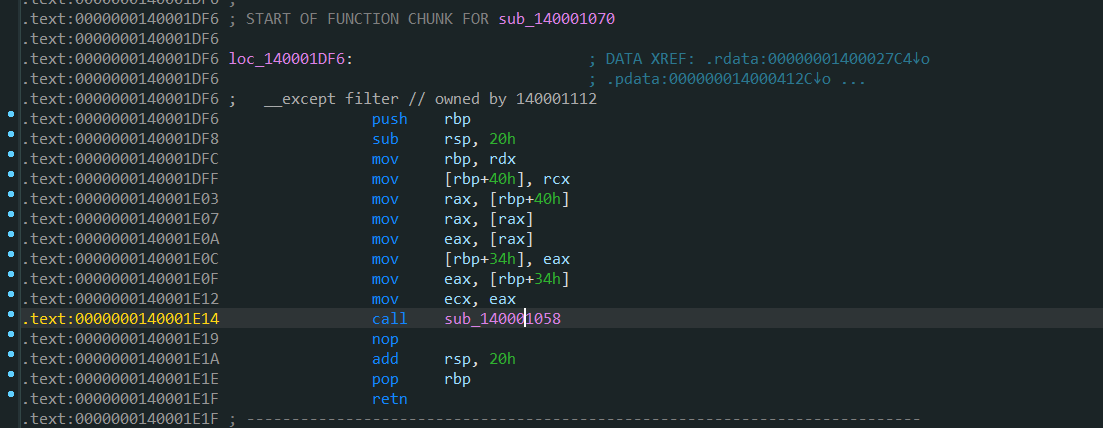 .text:0000000140001DF6 ;
.text:0000000140001DF6 ; START OF FUNCTION CHUNK FOR sub_140001070
.text:0000000140001DF6
.text:0000000140001DF6 loc_140001DF6: ; DATA XREF: .rdata:00000001400027C4↓o
.text:0000000140001DF6 ; .pdata:000000014000412C↓o ...
.text:0000000140001DF6 ; __except filter // owned by 140001112
.text:0000000140001DF6 push rbp
.text:0000000140001DF8 sub rsp, 20h
.text:0000000140001DFC mov rbp, rdx
.text:0000000140001DFF mov [rbp+40h], rcx
.text:0000000140001E03 mov rax, [rbp+40h]
.text:0000000140001E07 mov rax, [rax]
.text:0000000140001E0A mov eax, [rax]
.text:0000000140001E0C mov [rbp+34h], eax
.text:0000000140001E0F mov eax, [rbp+34h]
.text:0000000140001E12 mov ecx, eax
.text:0000000140001E14 call sub_140001058
.text:0000000140001E19 nop
.text:0000000140001E1A add rsp, 20h
.text:0000000140001E1E pop rbp
.text:0000000140001E1F retn
.text:0000000140001E1F ; ---------------------------------------------------------------------------